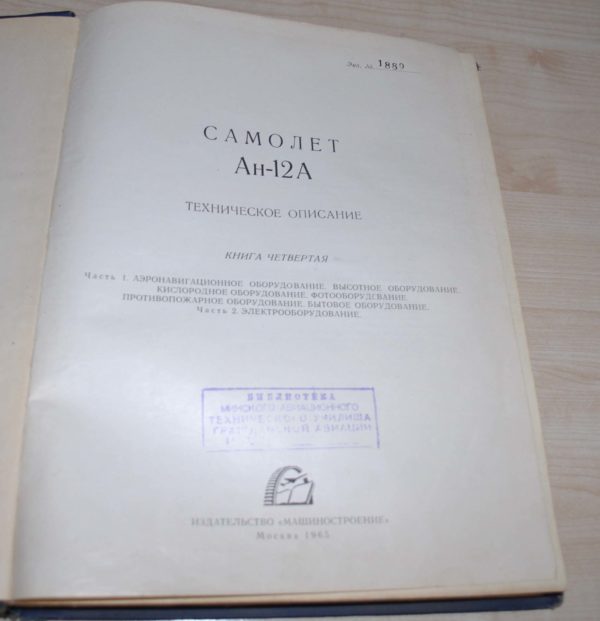 Экз. № 1889
САМОЛЕТ
Ан-12А
ТЕХНИЧЕСКОЕ ОПИСАНИЕ
КНИГА ЧЕТВЕРТАЯ
Часть 1. АЭРОНАВИГАЦИОННОЕ ОБОРУДОВАНИЕ. ВЫСОТНОЕ ОБОРУДОВАНИЕ.
КИСЛОРОДНОЕ ОБОРУДОВАНИЕ. ФОТООБОРУДОВАНИЕ.
ПРОТИВОПОЖАРНОЕ ОБОРУДОВАНИЕ. БЫТОВОЕ ОБОРУДОВАНИЕ.
Часть 2. ЭЛЕКТРООБОРУДОВАНИЕ.
БИБЛИОТЕКА
МИНСКОГО АВИАЦИОННОГО
ТЕХНИЧЕСКОГО УЧИЛИЩА
ГРАЖДАНСКОЙ АВИАЦИИ
ИЗДАТЕЛЬСТВО «МАШИНОСТРОЕНИЕ»
Москва 1965